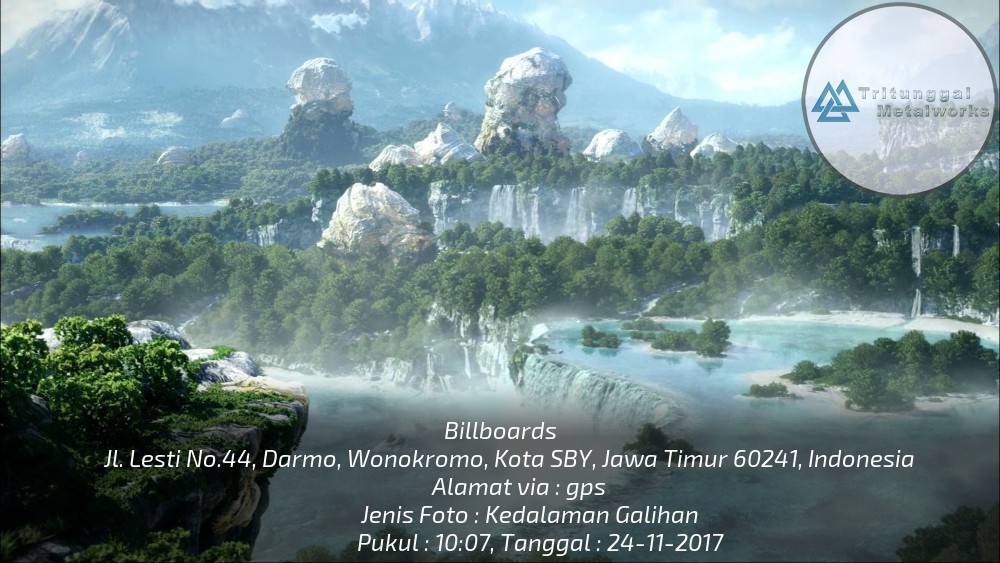 Tritunggal
Metalworks
Billboards
Jl. Lesti No.44, Darmo, Wonokromo, Kota SBY, Jawa Timur 60241, Indonesia
Alamat via : gps
Jenis Foto : Kedalaman Galihan
Pukul : 10:07, Tanggal : 24-11-2017